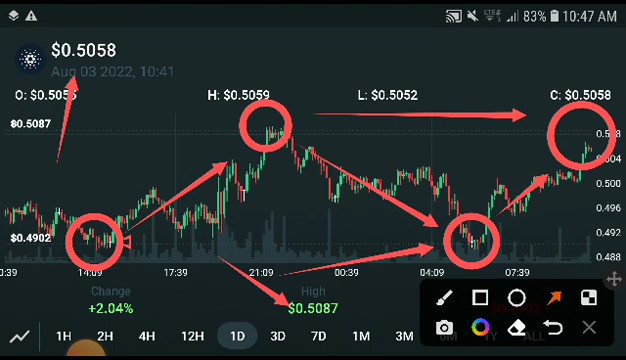 83% 10:47 AM
$0.5058
Aug 03 2022, 10:41
O: $0.5055 H: $0.5059 L: $0.5052 C: $0.5058
$0.5087
0.504
0.500
0.496
0.492
0.488
$0.4902
14:09 17:39 21:09 00:39 04:09 07:39
Change High
+2.04% $0.5087
1H 2H 4H 12H 1D 3D 7D 1M 3M 1Y ALL